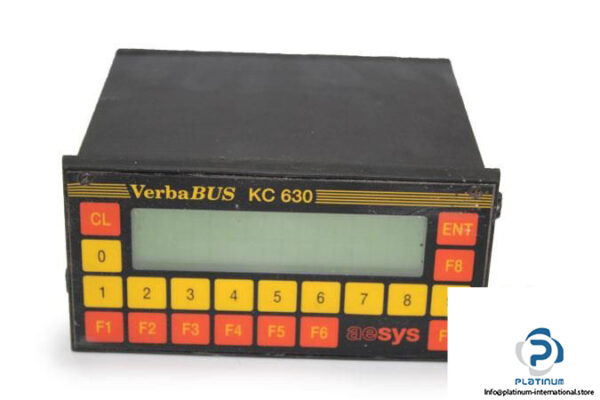 VerbaBUS KC 630
CL
ENT
0
F8
1 2 3 4 5 6 7 8
F1 F2 F3 F4 F5 F6 aesys F
PLATINUM
Info@platinum-international.store